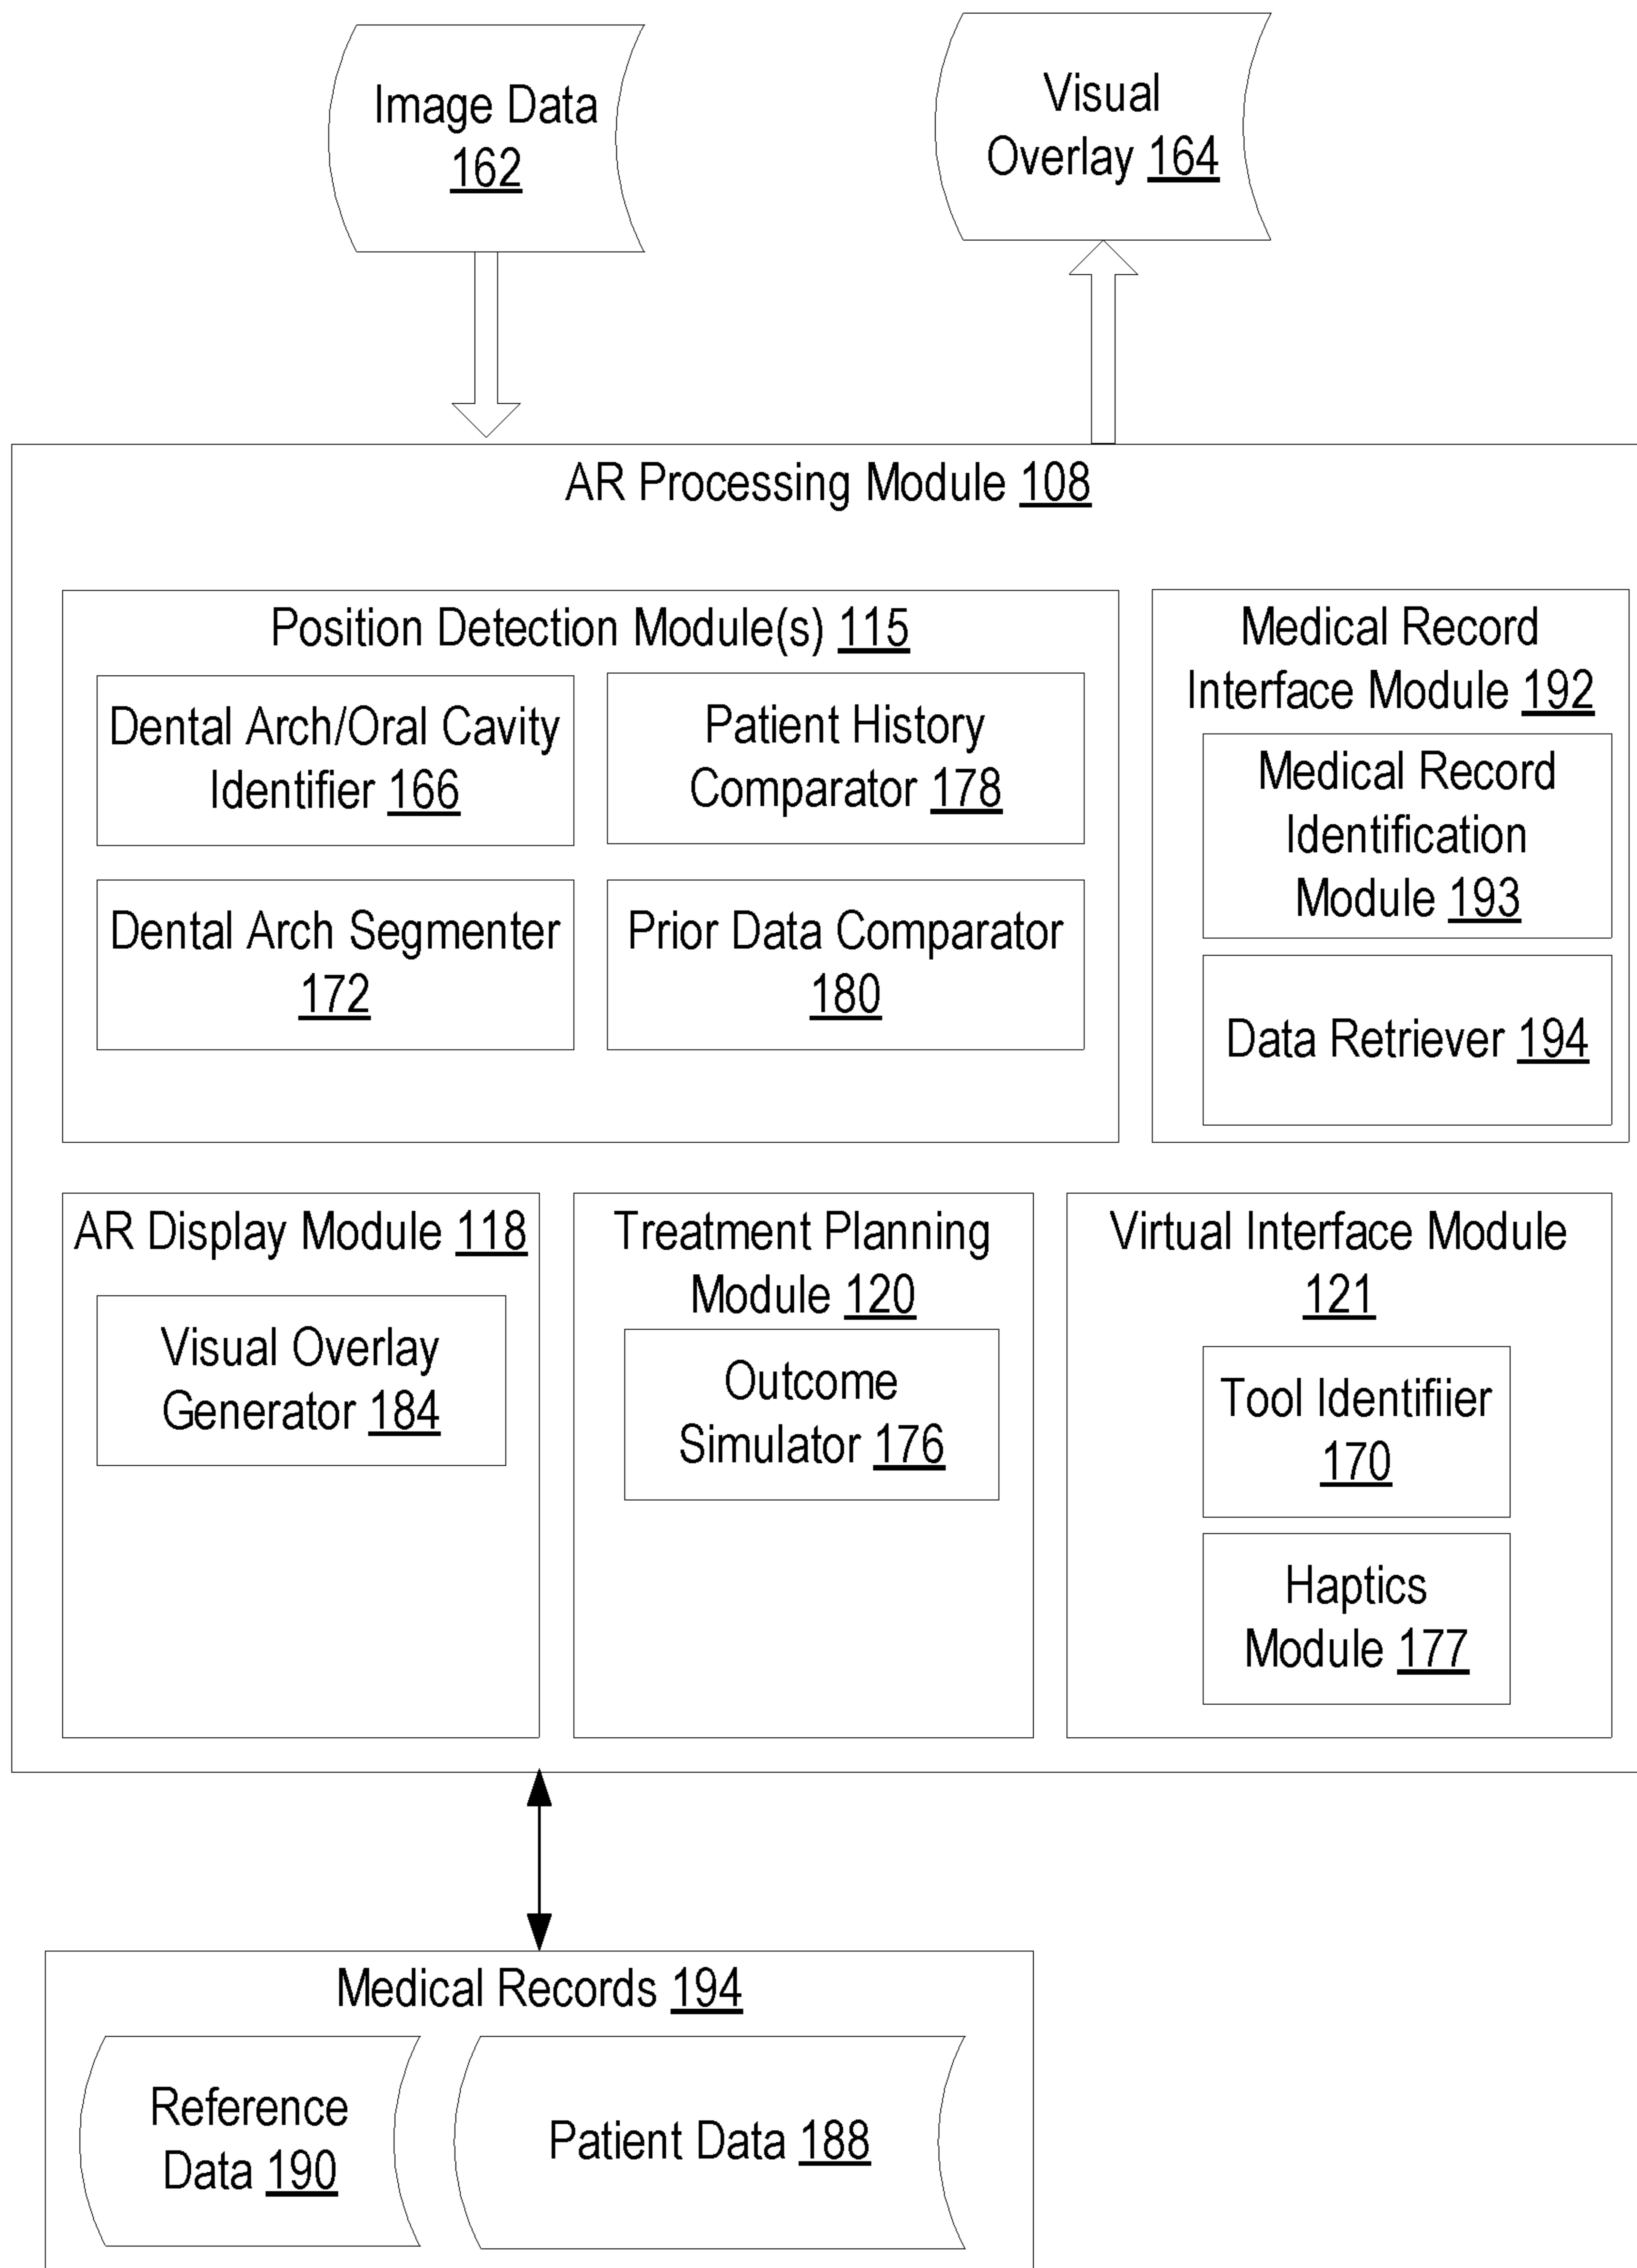 Image Data
162
Visual
Overlay 164
AR Processing Module 108
Position Detection Module(s) 115
Dental Arch/Oral Cavity
Identifier 166
Patient History
Comparator 178
Dental Arch Segmenter
172
Prior Data Comparator
180
Medical Record
Interface Module 192
Medical Record
Identification
Module 193
Data Retriever 194
AR Display Module 118
Visual Overlay
Generator 184
Treatment Planning
Module 120
Outcome
Simulator 176
Virtual Interface Module
121
Tool Identifiier
170
Haptics
Module 177
Medical Records 194
Reference
Data 190
Patient Data 188